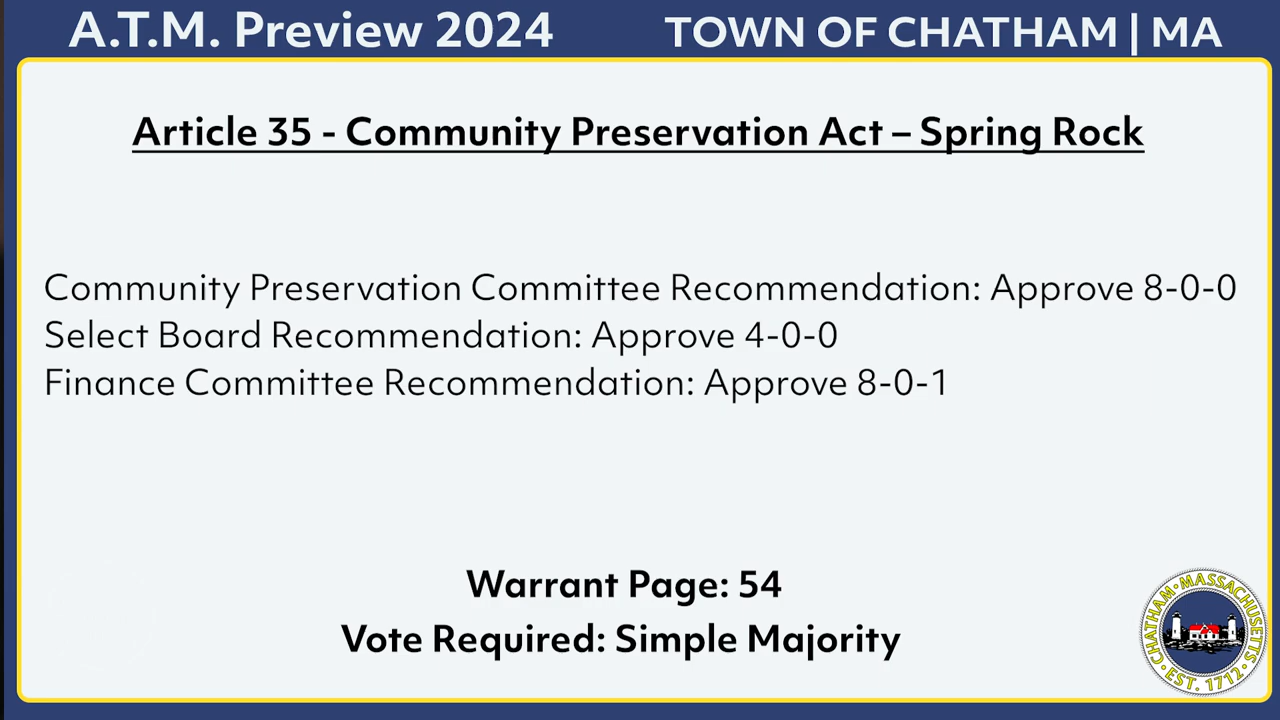 A.T.M. Preview 2024
TOWN OF CHATHAM | MA
Article 35 - Community Preservation Act – Spring Rock
Community Preservation Committee Recommendation: Approve 8-0-0
Select Board Recommendation: Approve 4-0-0
Finance Committee Recommendation: Approve 8-0-1
Warrant Page: 54
Vote Required: Simple Majority
CHATHAM, MASSACHUSETTS
EST. 1712